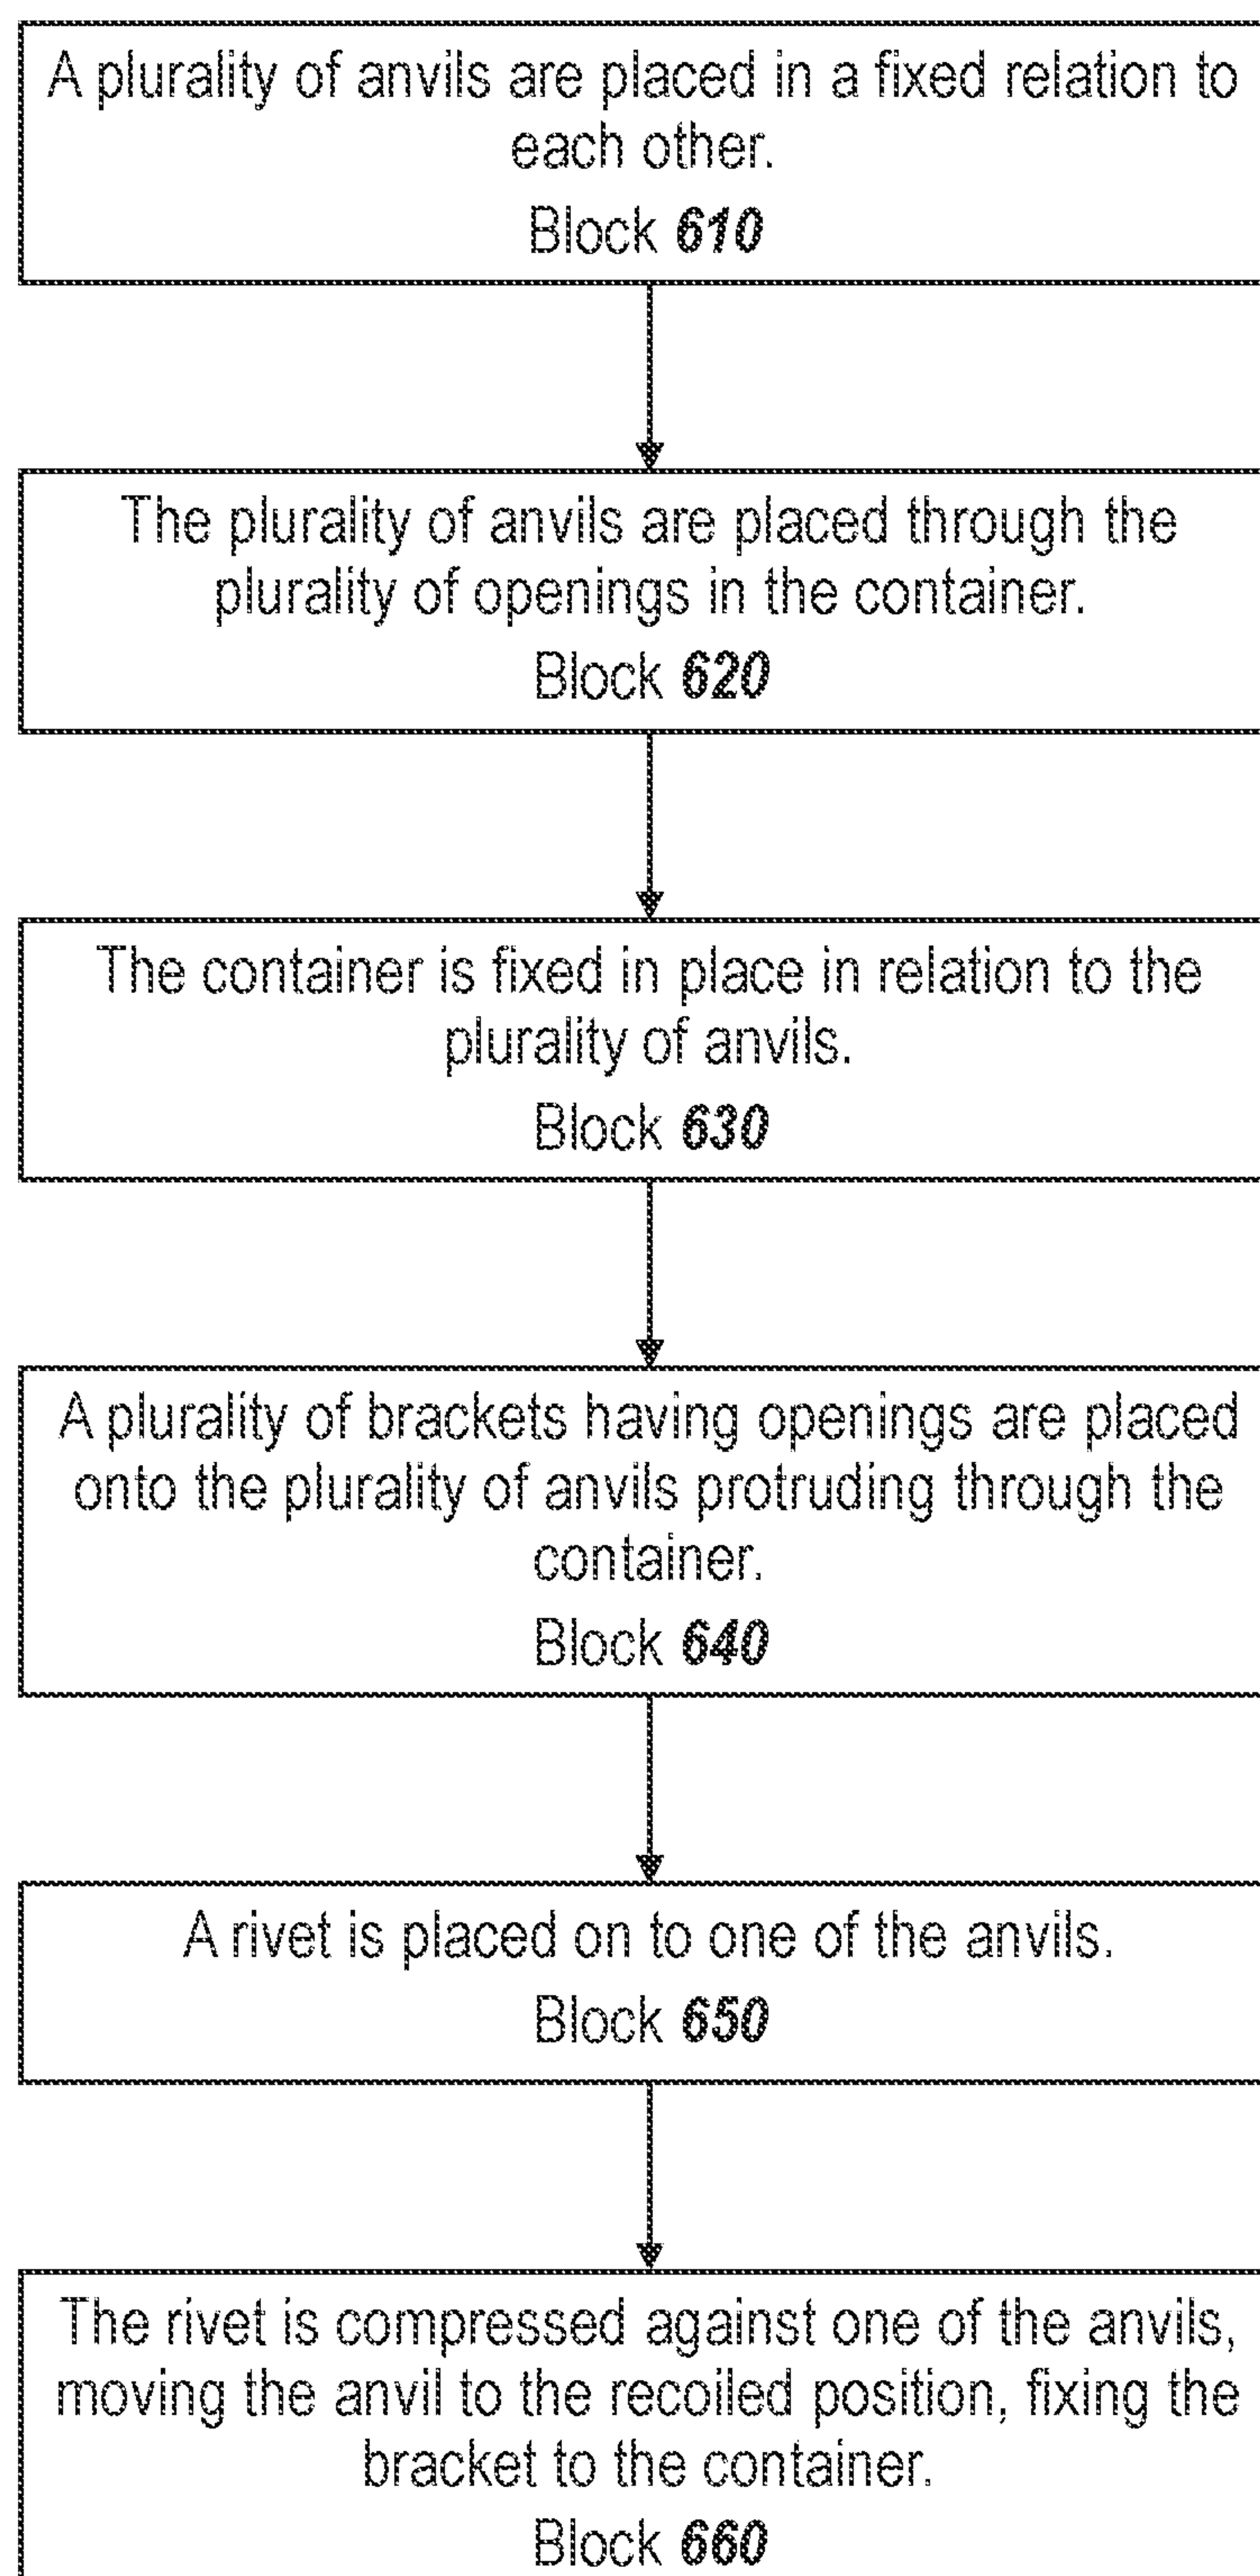 A plurality of anvils are placed in a fixed relation to
each other.
Block 610
The plurality of anvils are placed through the
plurality of openings in the container.
Block 620
The container is fixed in place in relation to the
plurality of anvils.
Block 630
A plurality of brackets having openings are placed
onto the plurality of anvils protruding through the
container.
Block 640
A rivet is placed on to one of the anvils.
Block 650
The rivet is compressed against one of the anvils,
moving the anvil to the recoiled position, fixing the
bracket to the container.
Block 660